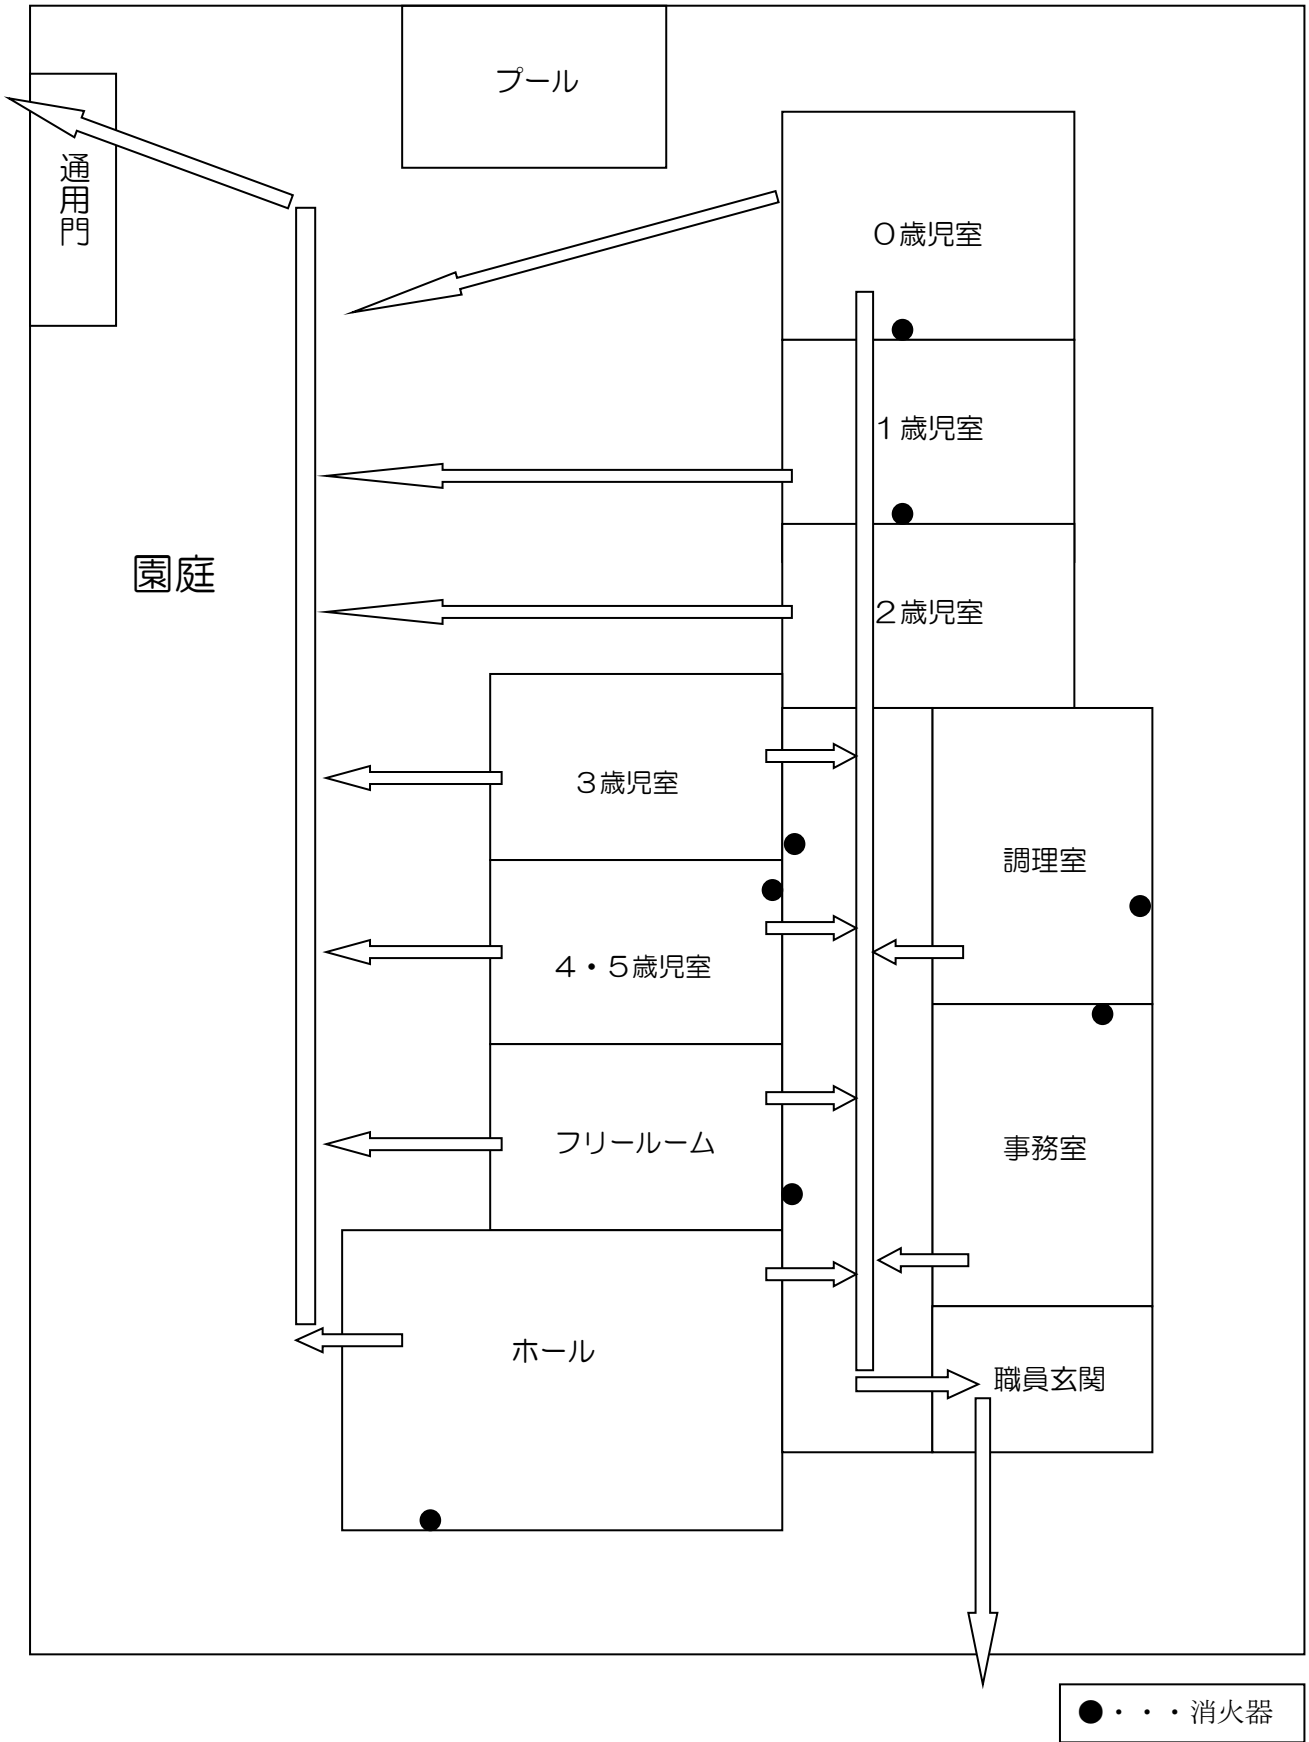 プール
通用門
０歳児室
１歳児室
園庭
２歳児室
３歳児室
調理室
４・５歳児室
フリールーム
事務室
ホール
職員玄関
●・・・消火器